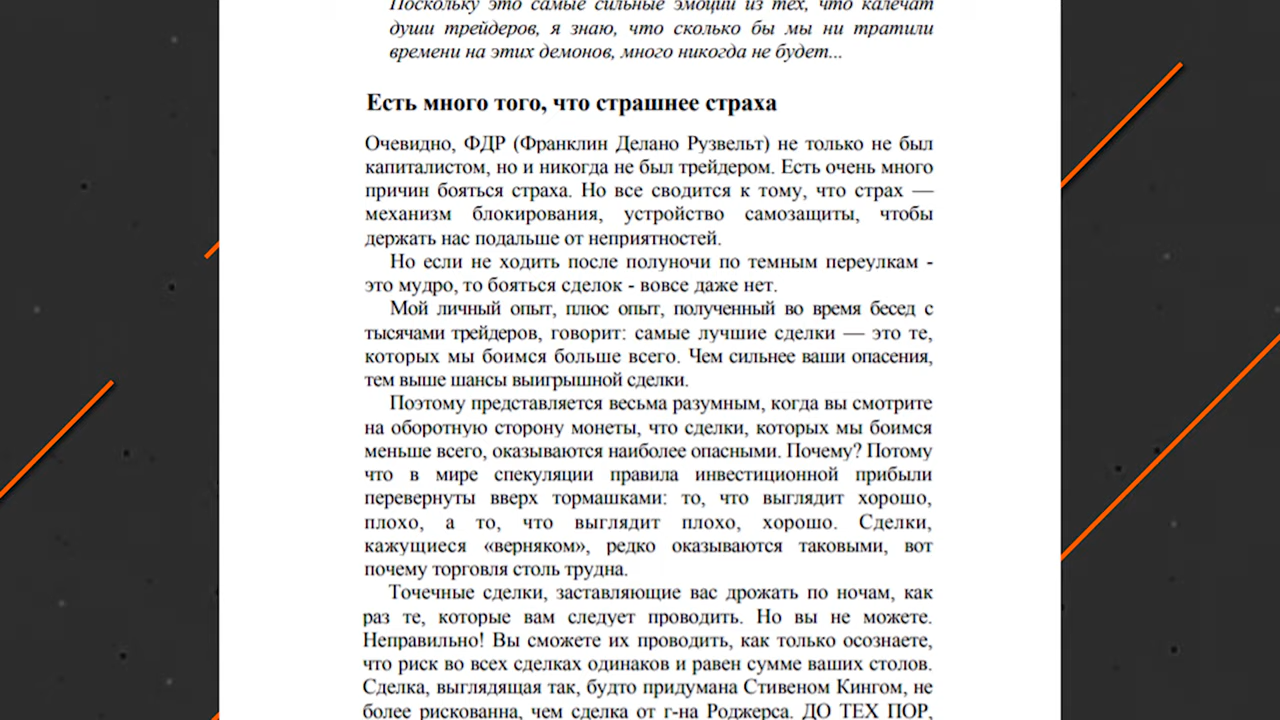 Поскольку это самые сильные эмоции из тех, что калечат
души трейдеров, я знаю, что сколько бы мы ни тратили
времени на этих демонов, много никогда не будет...
Есть много того, что страшнее страха
Очевидно, ФДР (Франклин Делано Рузвельт) не только не был
капиталистом, но и никогда не был трейдером. Есть очень много
причин бояться страха. Но все сводится к тому, что страх —
механизм блокирования, устройство самозащиты, чтобы
держать нас подальше от неприятностей.
Но если не ходить после полуночи по темным переулкам -
это мудро, то бояться сделок - вовсе даже нет.
Мой личный опыт, плюс опыт, полученный во время бесед с
тысячами трейдеров, говорит: самые лучшие сделки — это те,
которых мы боимся больше всего. Чем сильнее ваши опасения,
тем выше шансы выигрышной сделки.
Поэтому представляется весьма разумным, когда вы смотрите
на оборотную сторону монеты, что сделки, которых мы боимся
меньше всего, оказываются наиболее опасными. Почему? Потому
что в мире спекуляции правила инвестиционной прибыли
перевернуты вверх тормашками: то, что выглядит хорошо,
плохо, а то, что выглядит плохо, хорошо. Сделки,
кажущиеся «верняком», редко оказываются таковыми, вот
почему торговля столь трудна.
Точечные сделки, заставляющие вас дрожать по ночам, как
раз те, которые вам следует проводить. Но вы не можете.
Неправильно! Вы сможете их проводить, как только осознаете,
что риск во всех сделках одинаков и равен сумме ваших столов.
Сделка, выглядящая так, будто придумана Стивеном Кингом, не
более рискованна, чем сделка от г-на Роджерса. ДО ТЕХ ПОР,